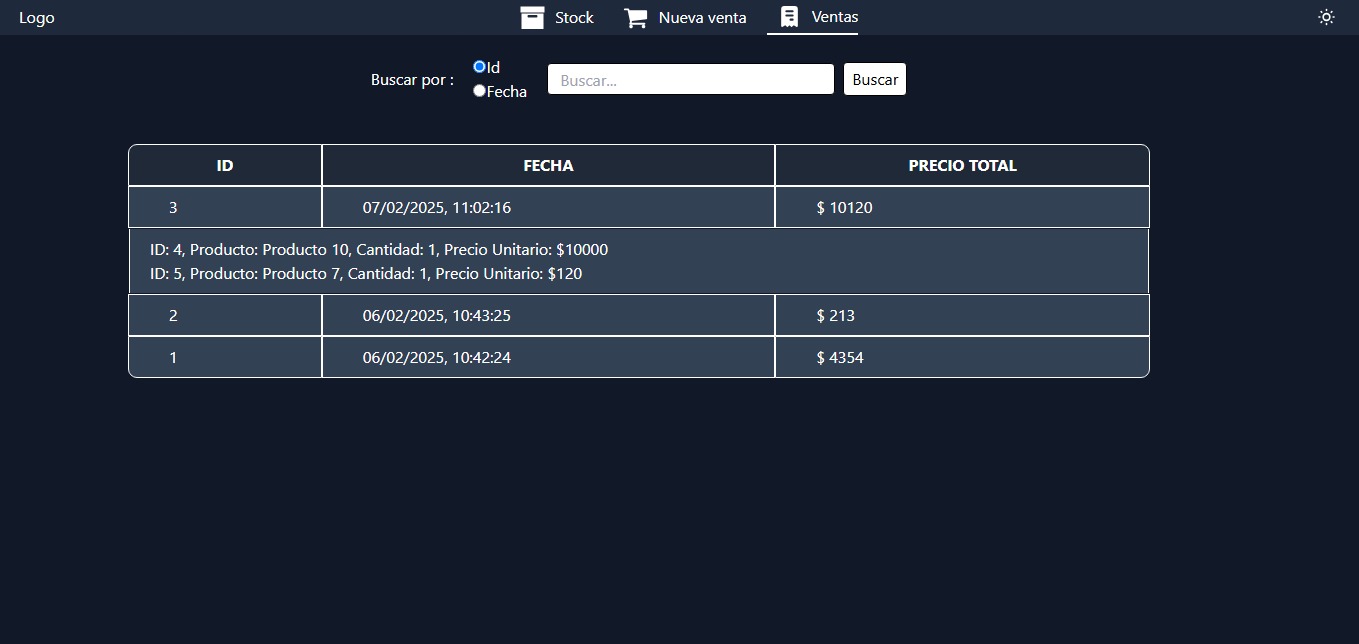 Logo Stock Nueva venta Ventas
Buscar por :
Id
Fecha
Buscar...
Buscar
ID FECHA PRECIO TOTAL
3 07/02/2025, 11:02:16 $ 10120
ID: 4, Producto: Producto 10, Cantidad: 1, Precio Unitario: $10000
ID: 5, Producto: Producto 7, Cantidad: 1, Precio Unitario: $120
2 06/02/2025, 10:43:25 $ 213
1 06/02/2025, 10:42:24 $ 4354